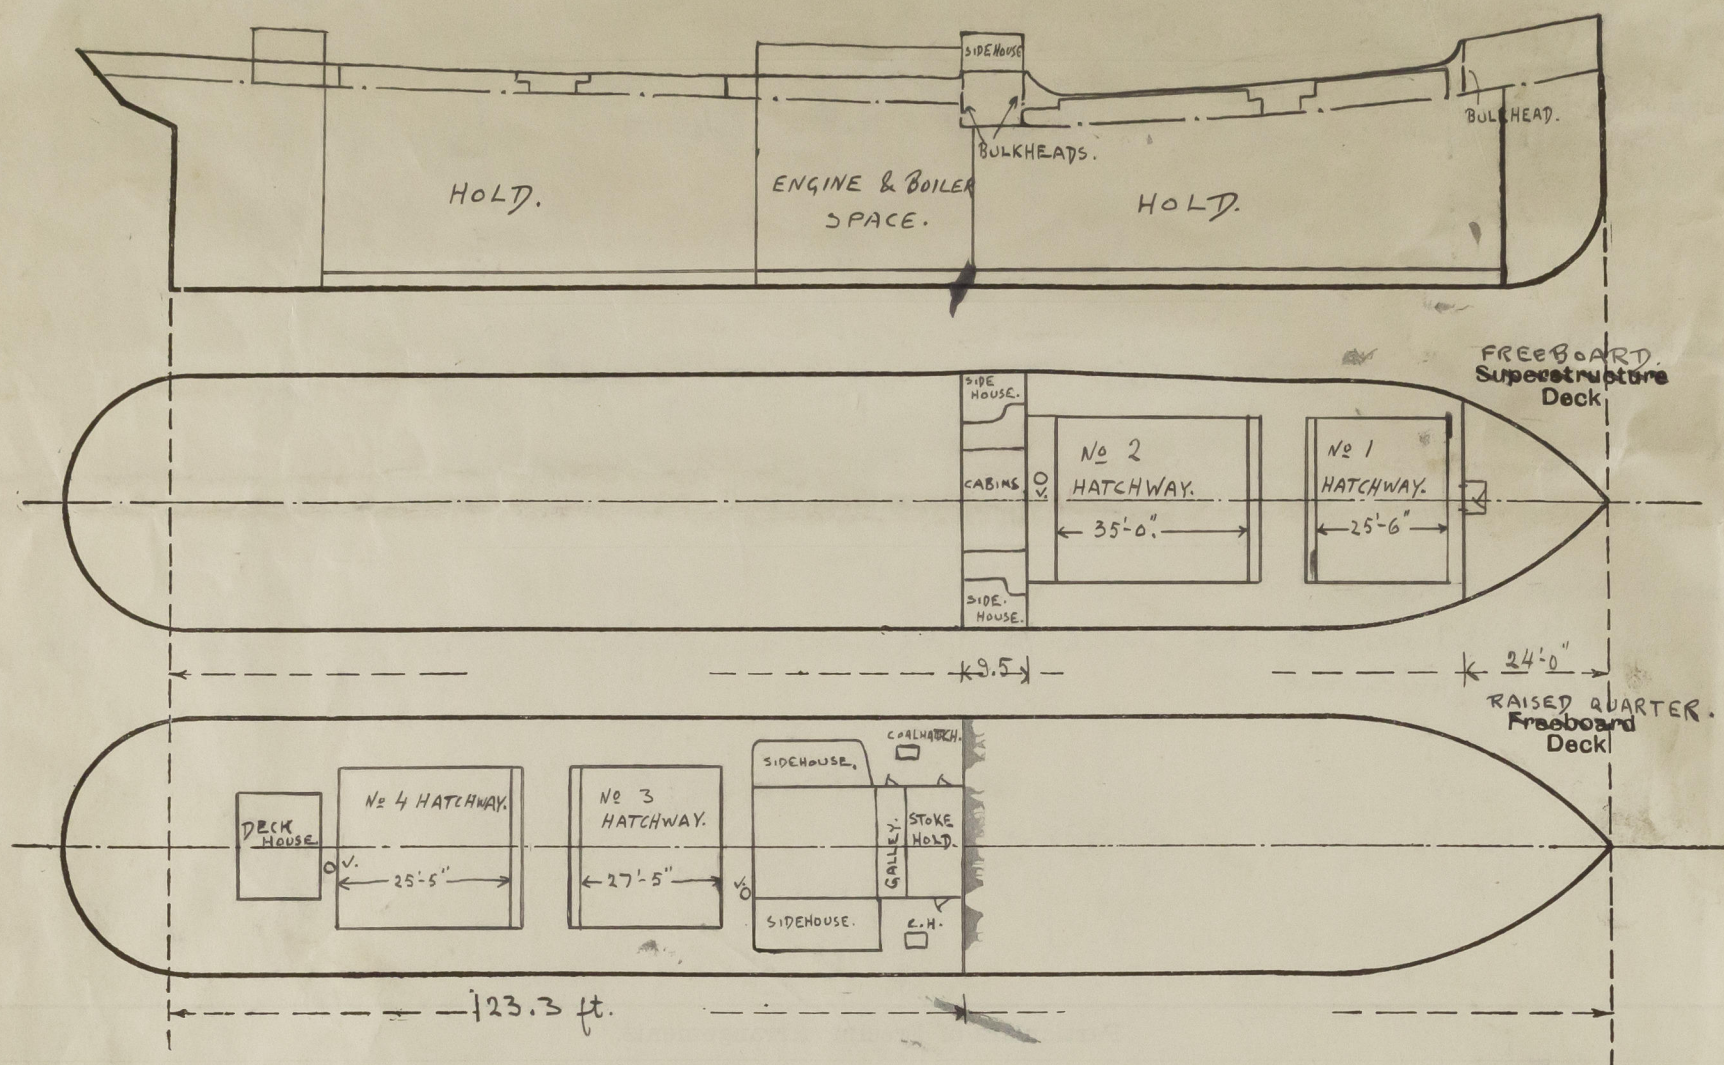 SIDEHOUSE
BULKHEAD.
BULKHEADS.
HOLD.
ENGINE & BOILER
SPACE.
HOLD.
FREEBOARD.
Superstructure
Deck
SIDE
HOUSE.
CABINS.
V.
No 2
HATCHWAY.
35'-0".
No 1
HATCHWAY.
25'-6"
SIDE.
HOUSE.
9.5
24'-0"
RAISED QUARTER.
Freeboard
Deck
DECK
HOUSE.
V.
No 4 HATCHWAY.
25'-5"
No 3
HATCHWAY.
27'-5"
V.
SIDEHOUSE.
COALHATCH.
GALLEY.
STOKE
HOLD.
SIDEHOUSE.
C.H.
123.3 ft.